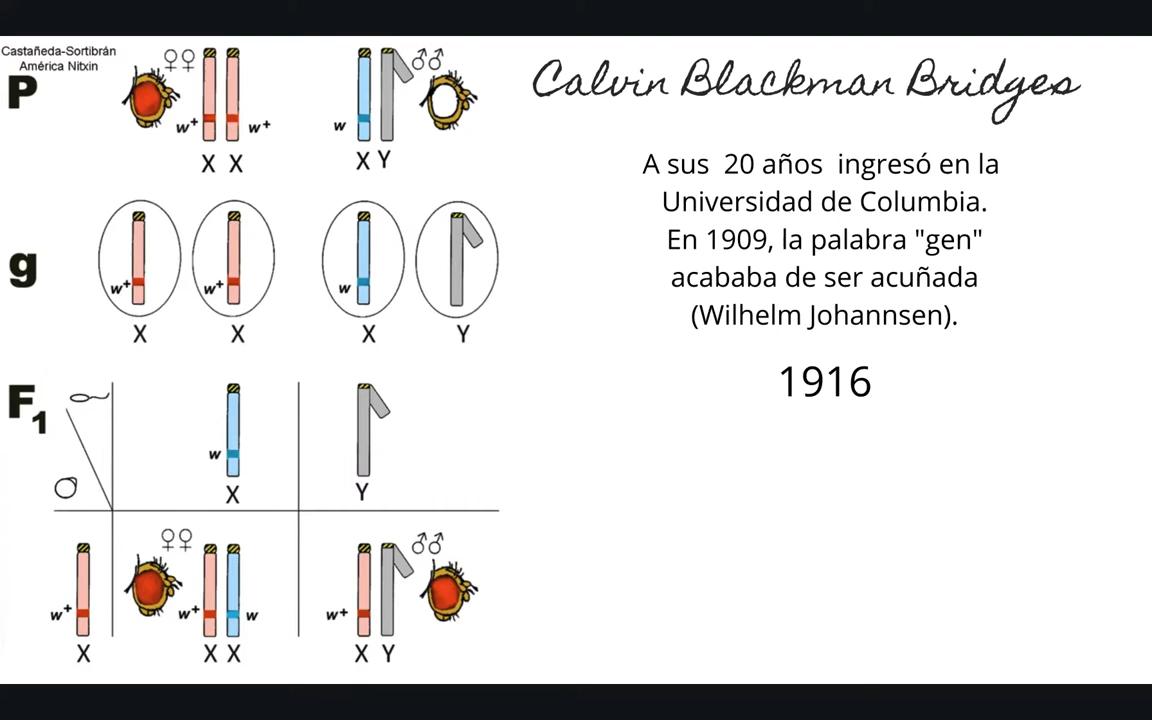 Castañeda-Sortibrán
América Nitxin
P
♀♀
w+
w+
X X
♂♂
w
X Y
g
w+
X
w+
X
w
X
Y
F1
w
X
Y
w+
X
♀♀
w+
w
X X
♂♂
w+
X Y
Calvin Blackman Bridges
A sus 20 años ingresó en la
Universidad de Columbia.
En 1909, la palabra "gen"
acababa de ser acuñada
(Wilhelm Johannsen).
1916